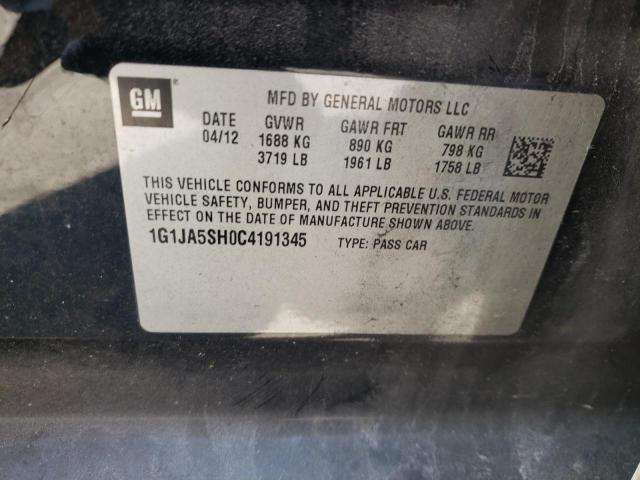 GM
MFD BY GENERAL MOTORS LLC
DATE GVWR GAWR FRT GAWR RR
04/12 1688 KG 890 KG 798 KG
3719 LB 1961 LB 1758 LB
THIS VEHICLE CONFORMS TO ALL APPLICABLE U.S. FEDERAL MOTOR
VEHICLE SAFETY, BUMPER, AND THEFT PREVENTION STANDARDS IN
EFFECT ON THE DATE OF MANUFACTURE SHOWN ABOVE.
1G1JA5SH0C4191345 TYPE: PASS CAR